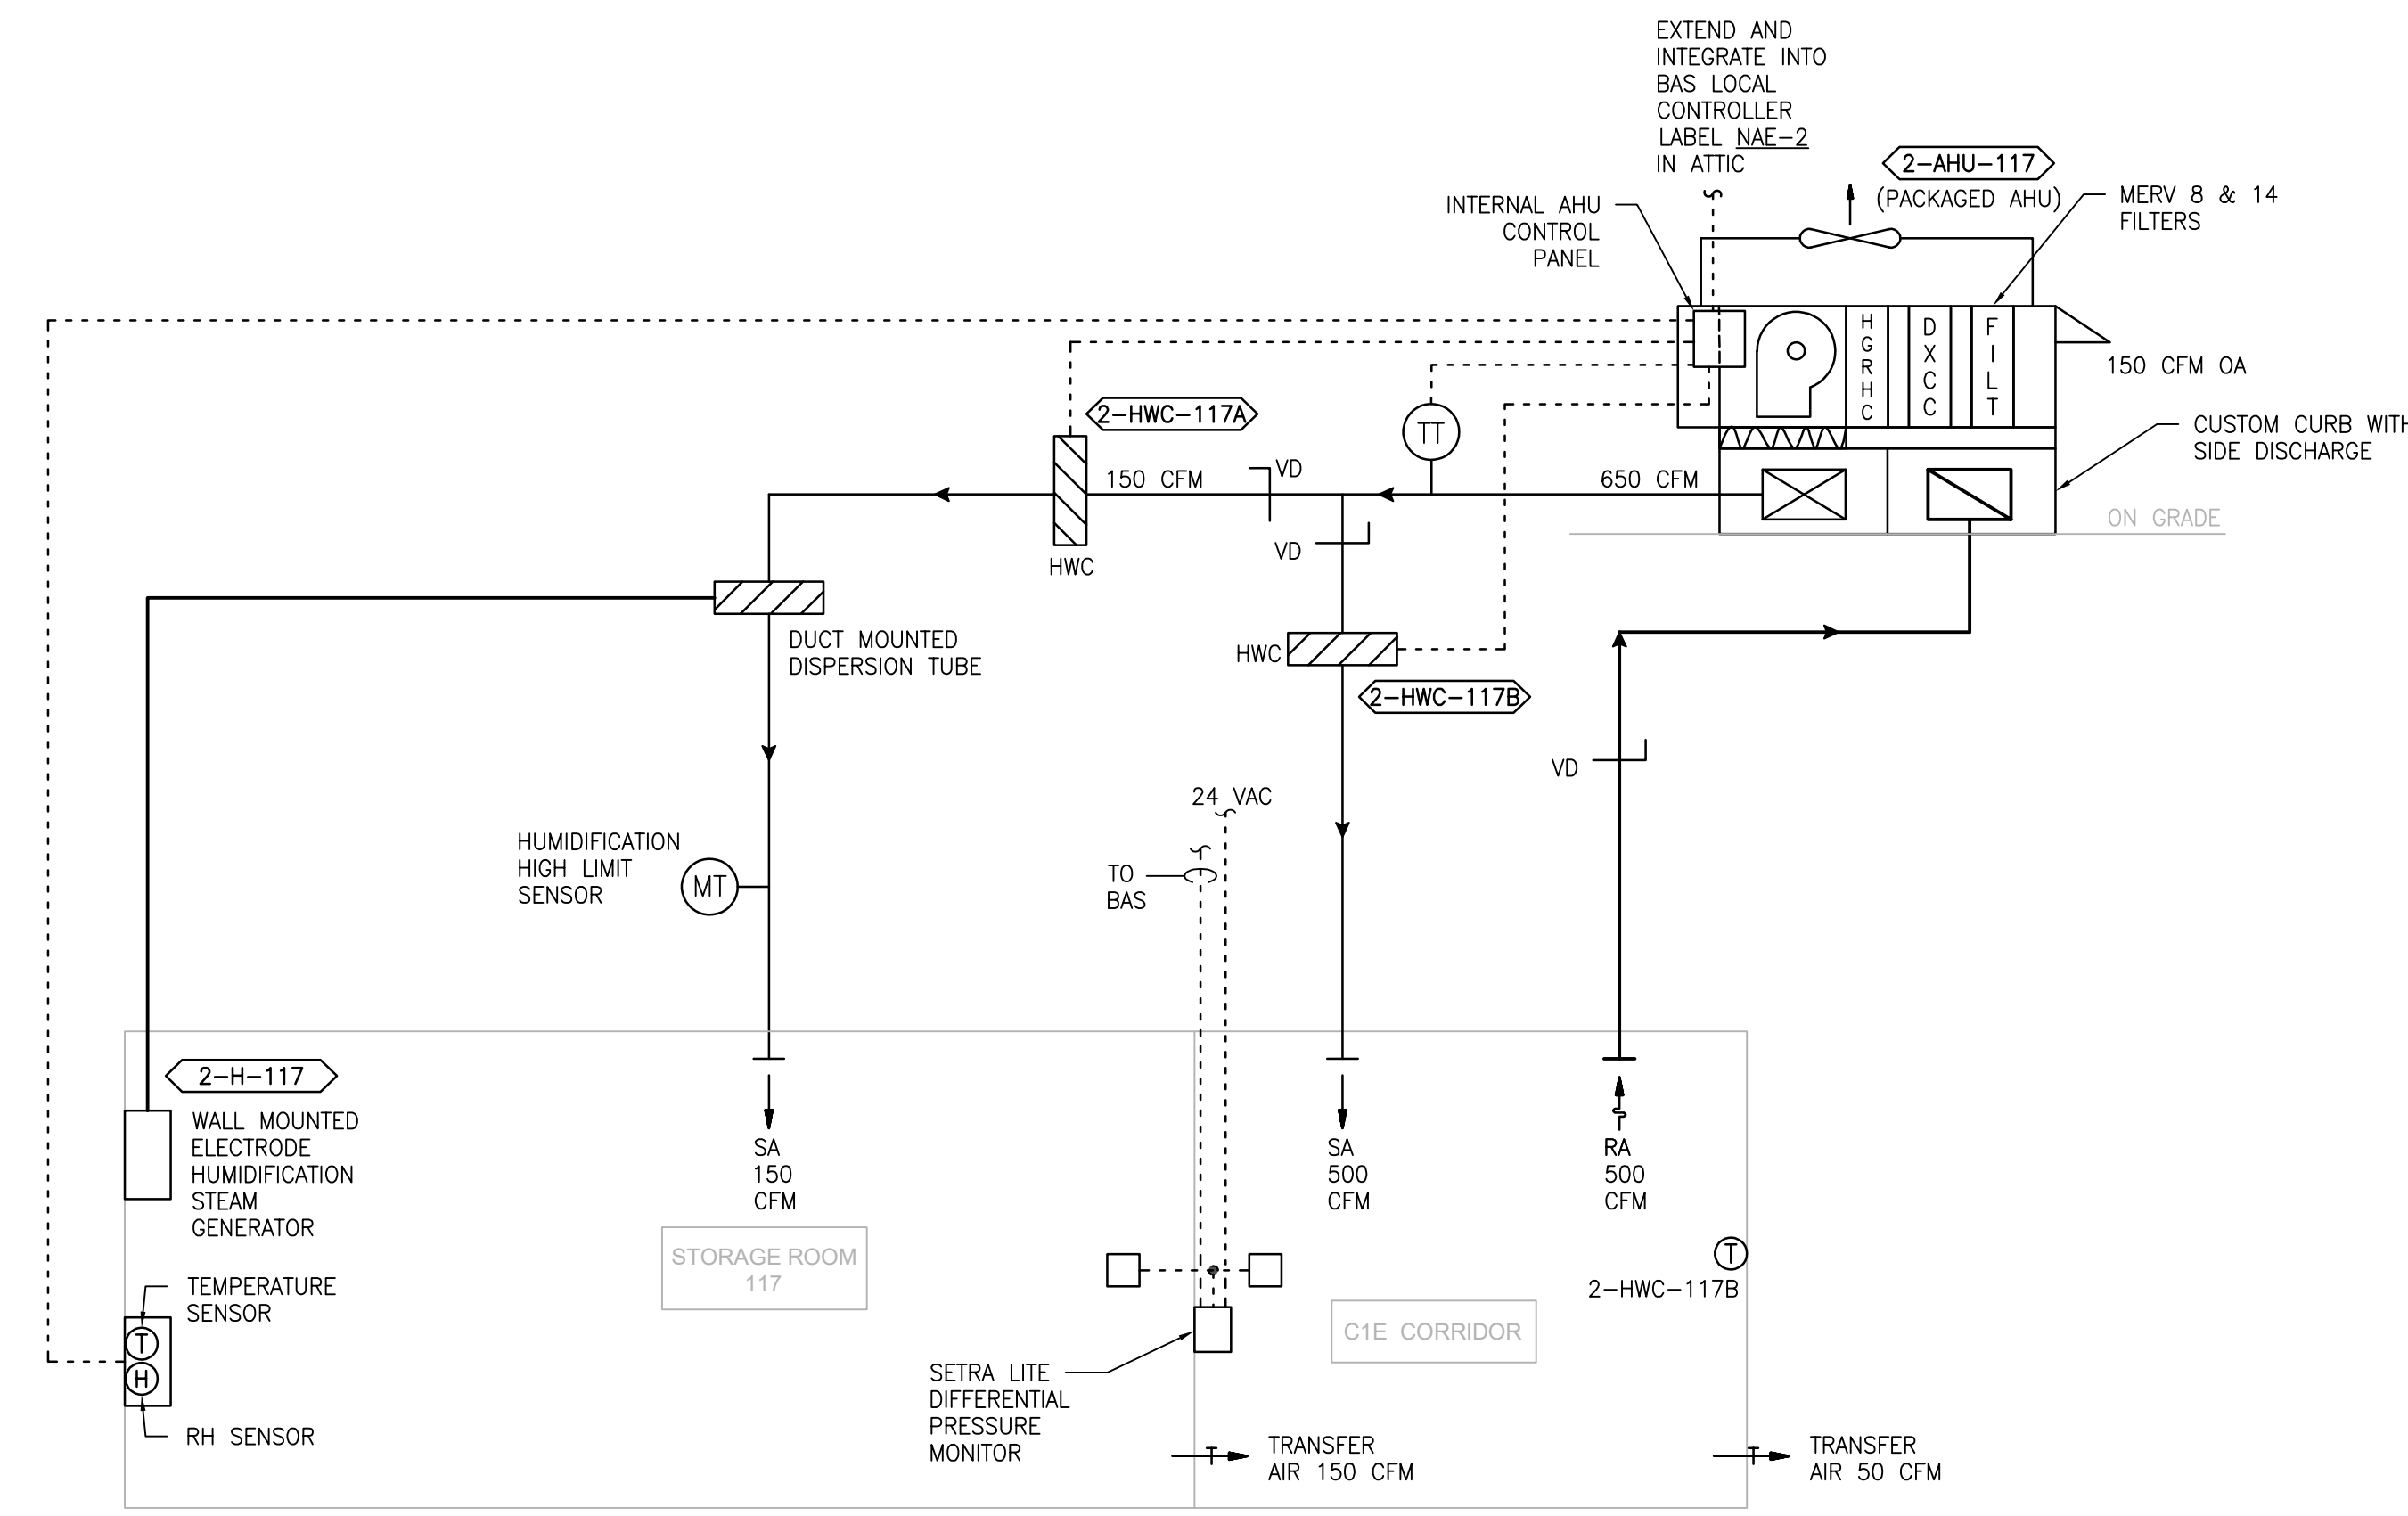 EXTEND AND
INTEGRATE INTO
BAS LOCAL
CONTROLLER
LABEL NAE-2
IN ATTIC
2-AHU-117
(PACKAGED AHU)
MERV 8 & 14
FILTERS
INTERNAL AHU
CONTROL
PANEL
HGRHC
DXCC
FILT
150 CFM OA
CUSTOM CURB WITH
SIDE DISCHARGE
ON GRADE
2-HWC-117A
TT
150 CFM
VD
650 CFM
VD
HWC
DUCT MOUNTED
DISPERSION TUBE
HWC
2-HWC-117B
VD
24 VAC
HUMIDIFICATION
HIGH LIMIT
SENSOR
MT
TO
BAS
2-H-117
WALL MOUNTED
ELECTRODE
HUMIDIFICATION
STEAM
GENERATOR
SA
150
CFM
SA
500
CFM
RA
500
CFM
STORAGE ROOM
117
T
2-HWC-117B
TEMPERATURE
SENSOR
T
H
RH SENSOR
C1E CORRIDOR
SETRA LITE
DIFFERENTIAL
PRESSURE
MONITOR
T
TRANSFER
AIR 150 CFM
T
TRANSFER
AIR 50 CFM